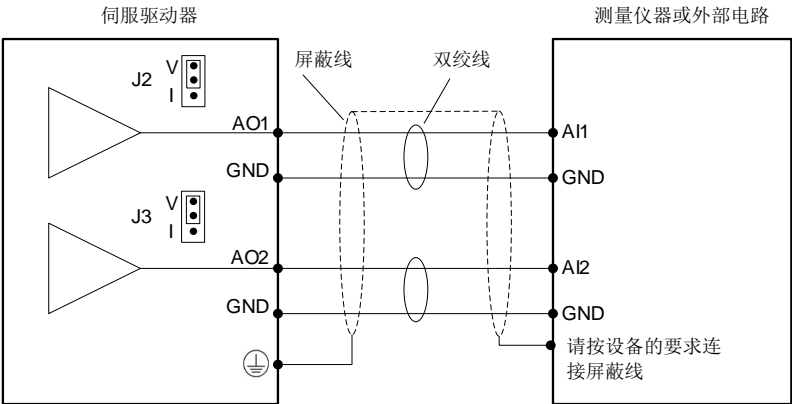 伺服驱动器
测量仪器或外部电路
屏蔽线
双绞线
J2
V
I
AO1
AI1
GND
GND
J3
V
I
AO2
AI2
GND
GND
请按设备的要求连
接屏蔽线